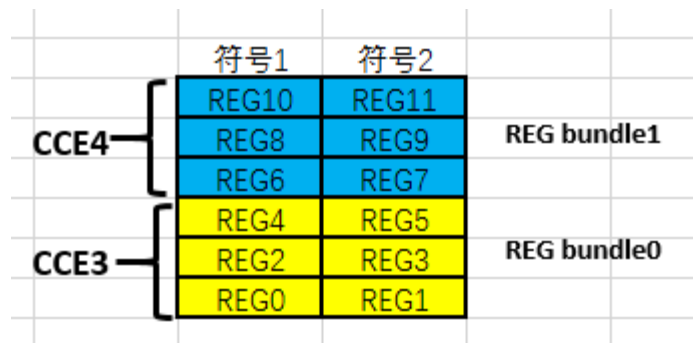 符号1 符号2
REG10 REG11
CCE4 REG8 REG9 REG bundle1
REG6 REG7
REG4 REG5
CCE3 REG2 REG3 REG bundle0
REG0 REG1